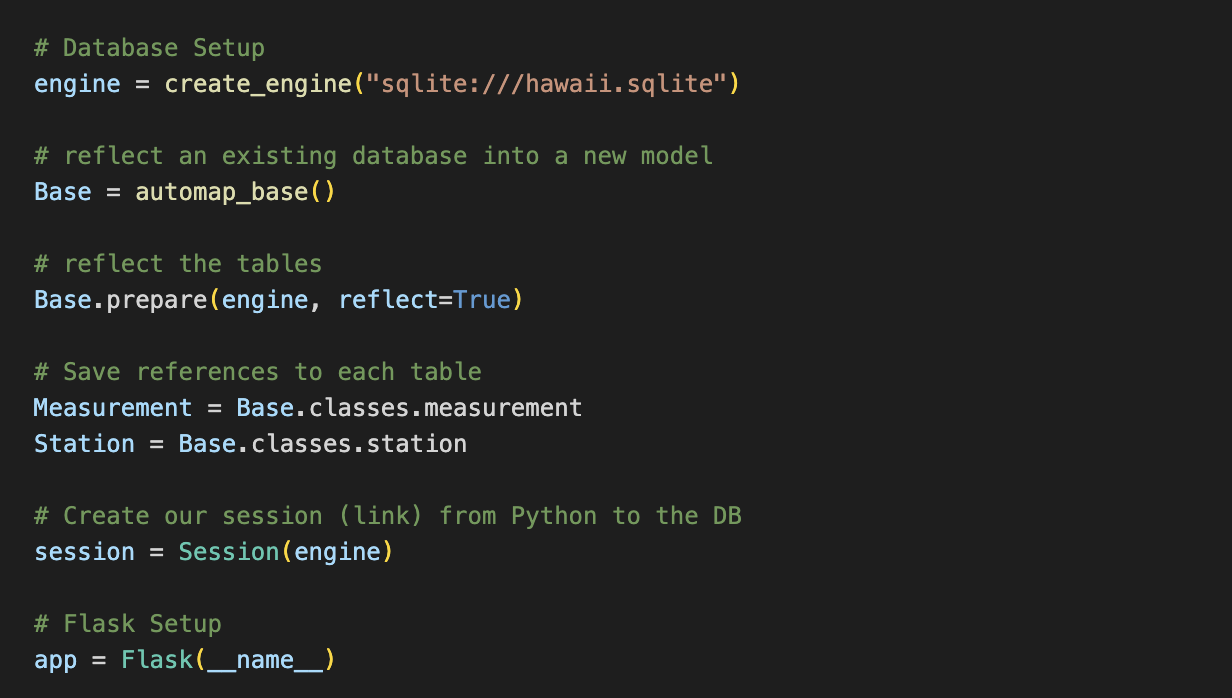 # Database Setup
engine = create_engine("sqlite:///hawaii.sqlite")
# reflect an existing database into a new model
Base = automap_base()
# reflect the tables
Base.prepare(engine, reflect=True)
# Save references to each table
Measurement = Base.classes.measurement
Station = Base.classes.station
# Create our session (link) from Python to the DB
session = Session(engine)
# Flask Setup
app = Flask(__name__)